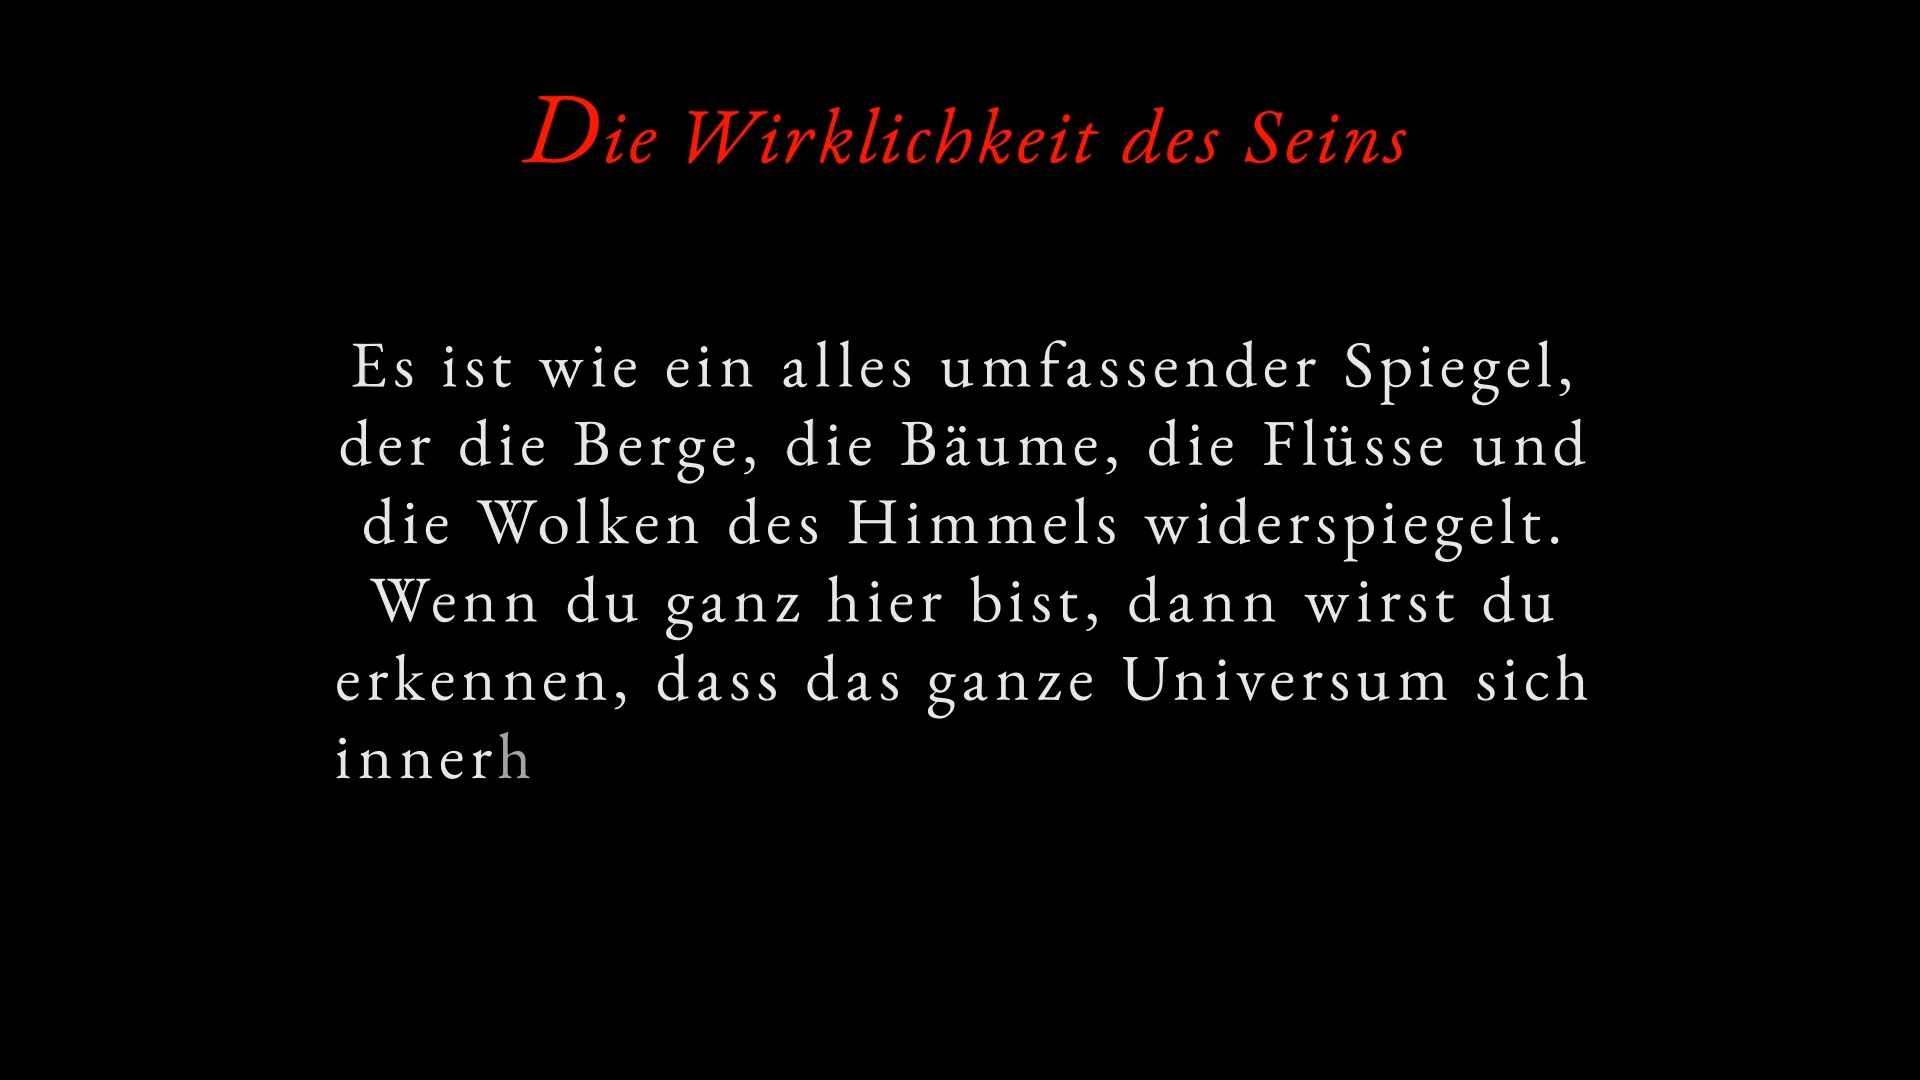 Die Wirklichkeit des Seins
Es ist wie ein alles umfassender Spiegel,
der die Berge, die Bäume, die Flüsse und
die Wolken des Himmels widerspiegelt.
Wenn du ganz hier bist, dann wirst du
erkennen, dass das ganze Universum sich
innerh